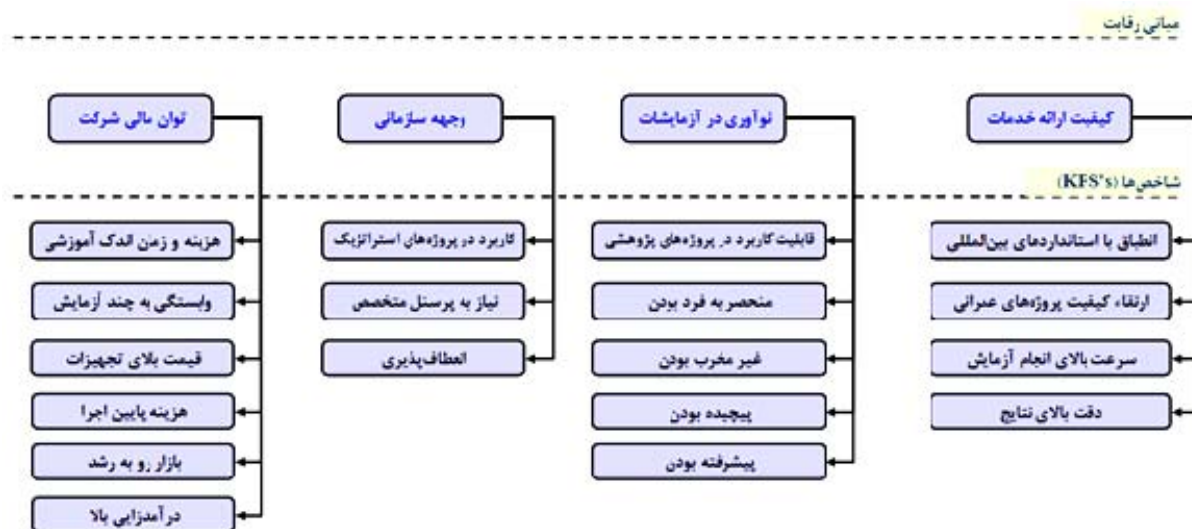 مبانی رقابت
کیفیت ارائه خدمات
نوآوری در آزمایشات
وجهه سازمانی
توان مالی شرکت
شاخص‌ها (KFS's)
انطباق با استانداردهای بین‌المللی
ارتقاء کیفیت پروژه‌های عمرانی
سرعت بالای انجام آزمایش
دقت بالای نتایج
قابلیت کاربرد در پروژه‌های پژوهشی
منحصر به فرد بودن
غیر مخرب بودن
پیچیده بودن
پیشرفته بودن
کاربرد در پروژه‌های استراتژیک
نیاز به پرسنل متخصص
انعطاف‌پذیری
هزینه و زمان اندک آموزشی
وابستگی به چند آزمایش
قیمت بلای تجهیزات
هزینه پایین اجرا
بازار رو به رشد
درآمدزایی بالا